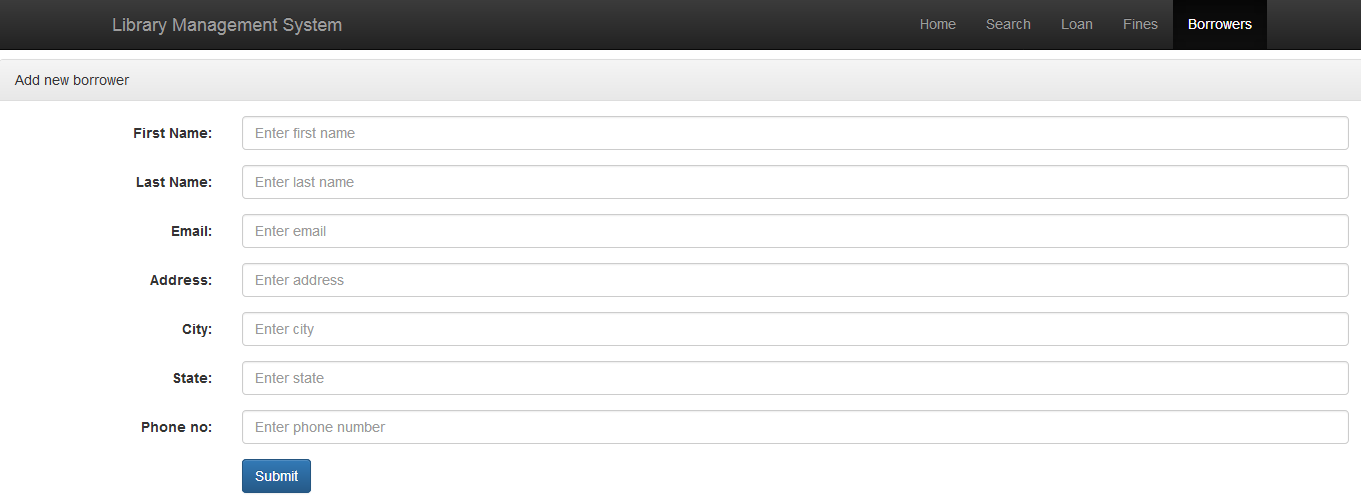 Library Management System Home Search Loan Fines Borrowers
Add new borrower
First Name: Enter first name
Last Name: Enter last name
Email: Enter email
Address: Enter address
City: Enter city
State: Enter state
Phone no: Enter phone number
Submit